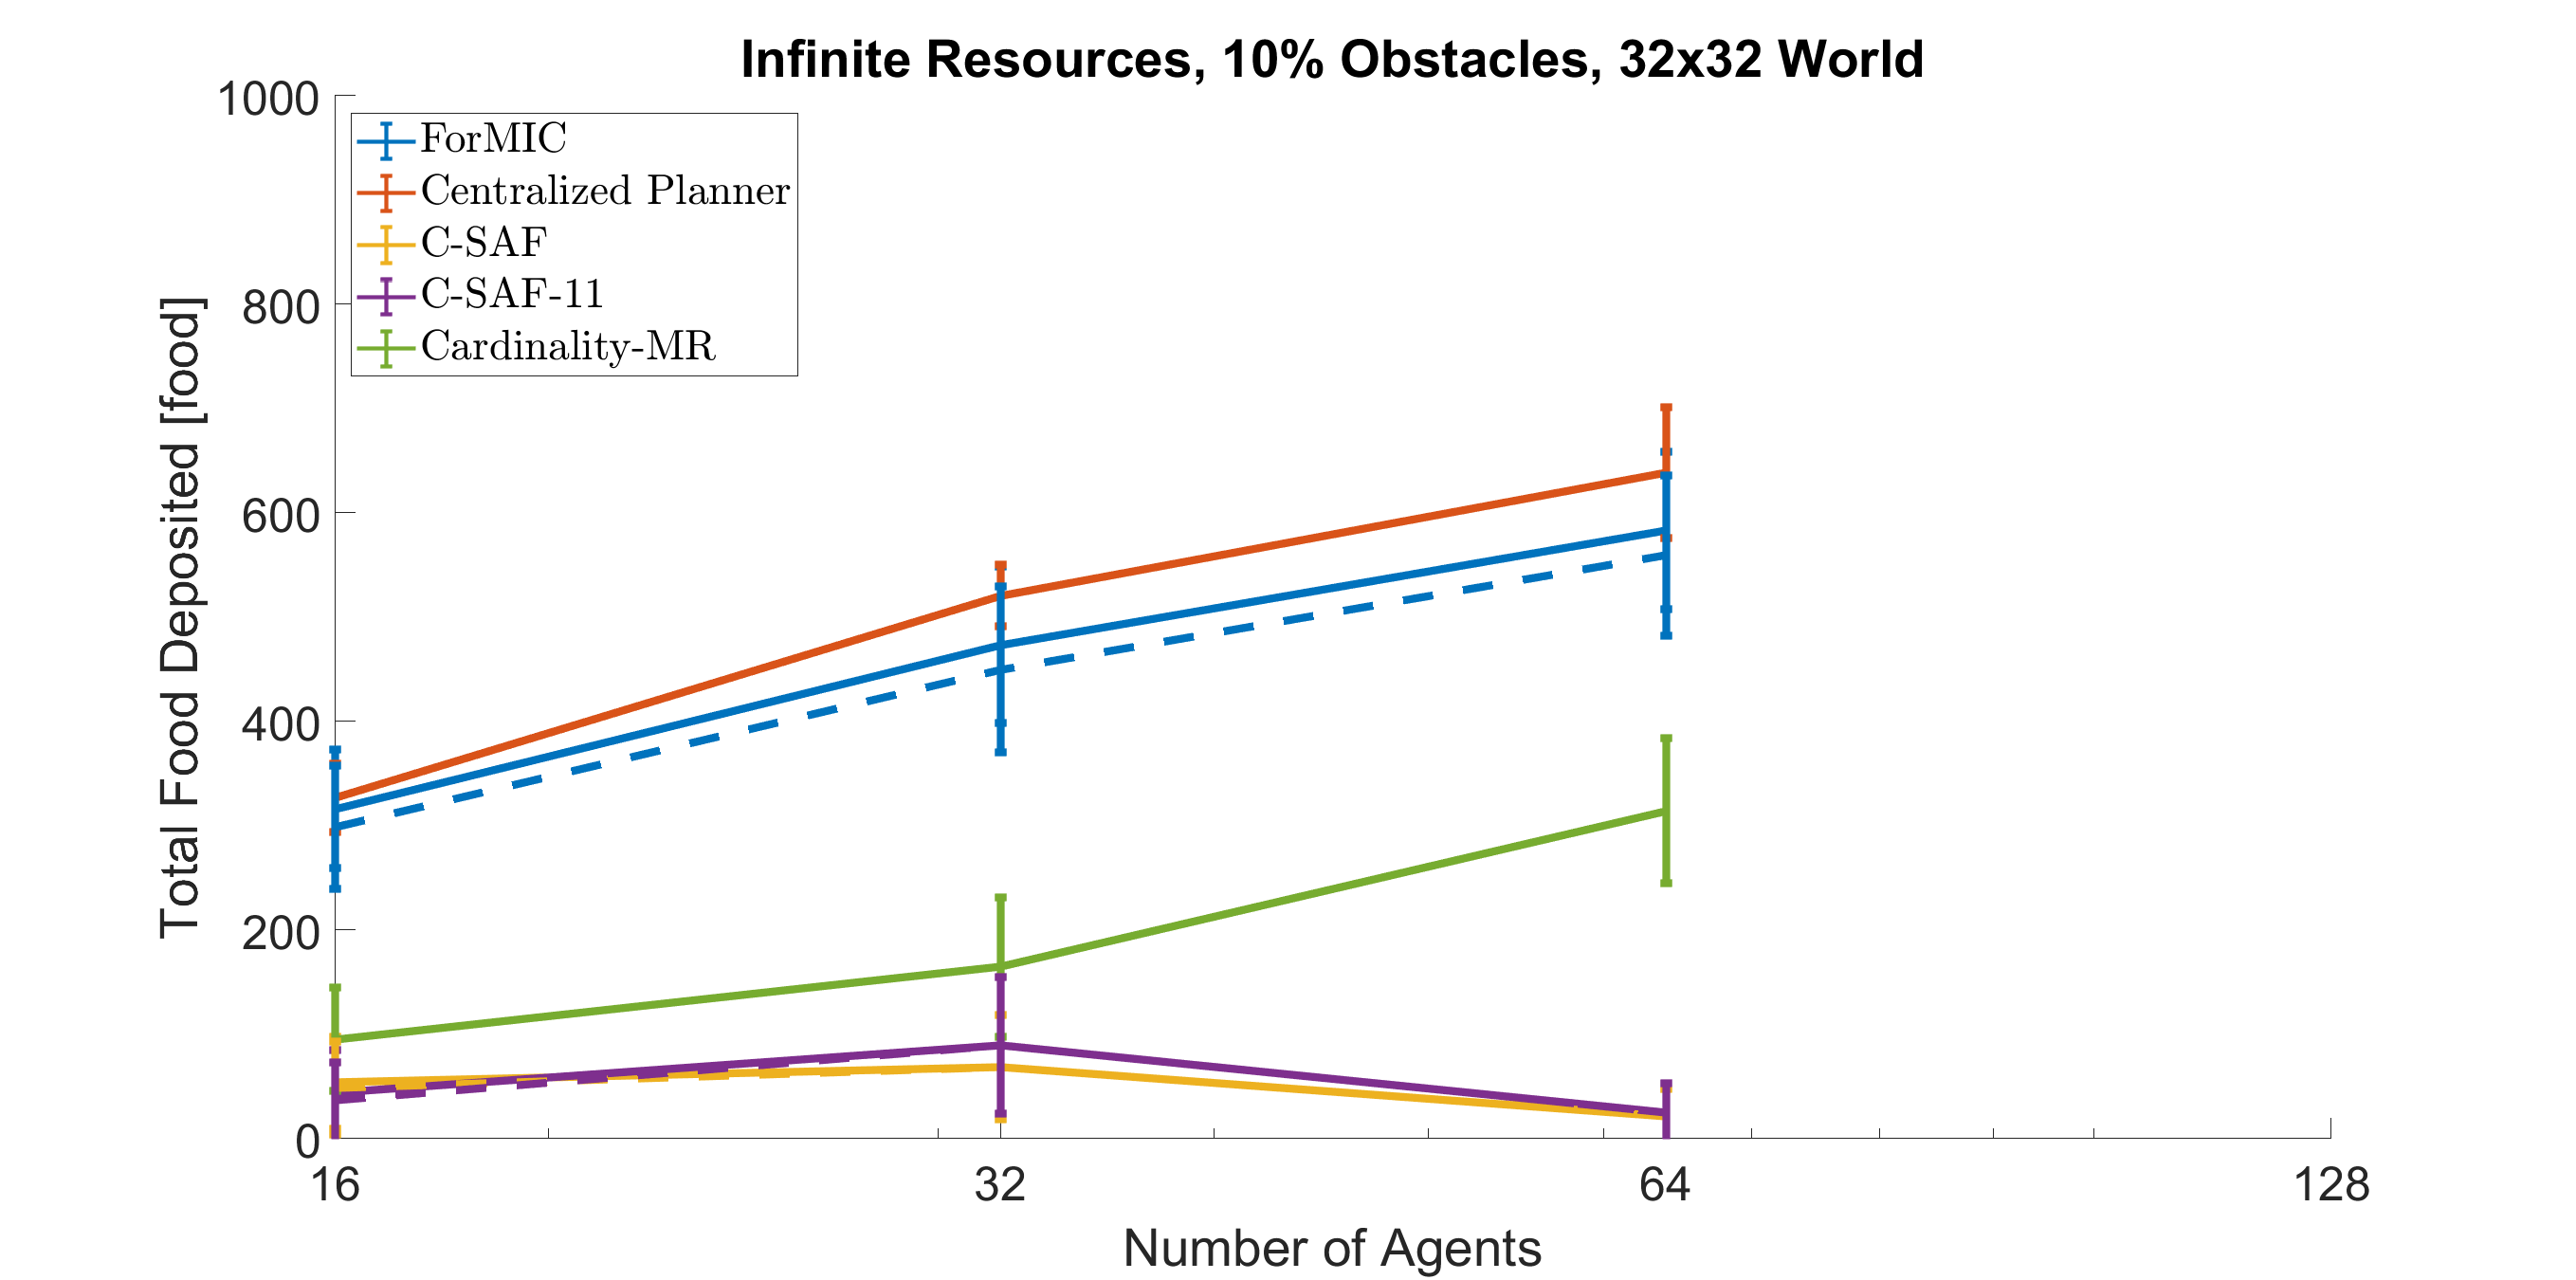 Infinite Resources, 10% Obstacles, 32x32 World
1000
800
600
400
200
0
Total Food Deposited [food]
ForMIC
Centralized Planner
C-SAF
C-SAF-11
Cardinality-MR
16
32
64
128
Number of Agents